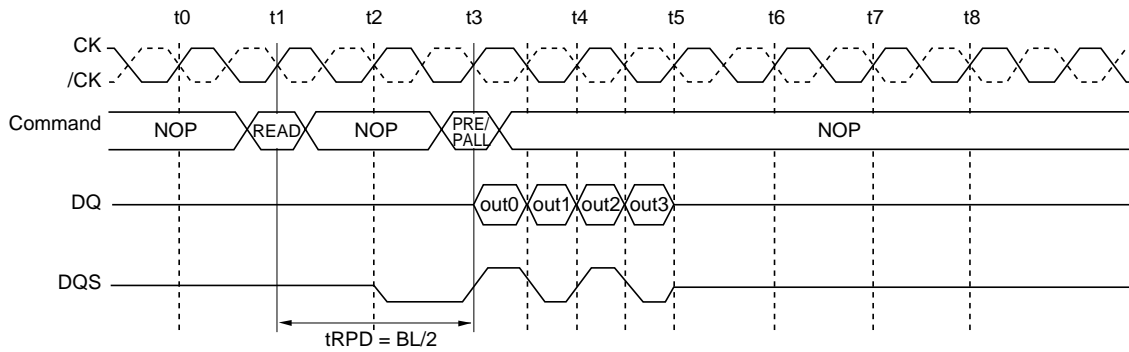 t0 t1 t2 t3 t4 t5 t6 t7 t8
CK
/CK
Command NOP READ NOP PRE/ PALL NOP
DQ out0 out1 out2 out3
DQS
tRPD = BL/2